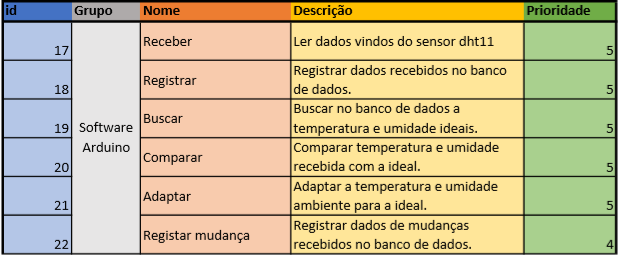 id Grupo Nome Descrição Prioridade
17 Receber Ler dados vindos do sensor dht11 5
18 Registrar Registrar dados recebidos no banco
de dados. 5
19 Buscar Buscar no banco de dados a
temperatura e umidade ideais. 5
Software
Arduino
20 Comparar Comparar temperatura e umidade
recebida com a ideal. 5
21 Adaptar Adaptar a temperatura e umidade
ambiente para a ideal. 5
22 Registar mudança Registrar dados de mudanças
recebidos no banco de dados. 4